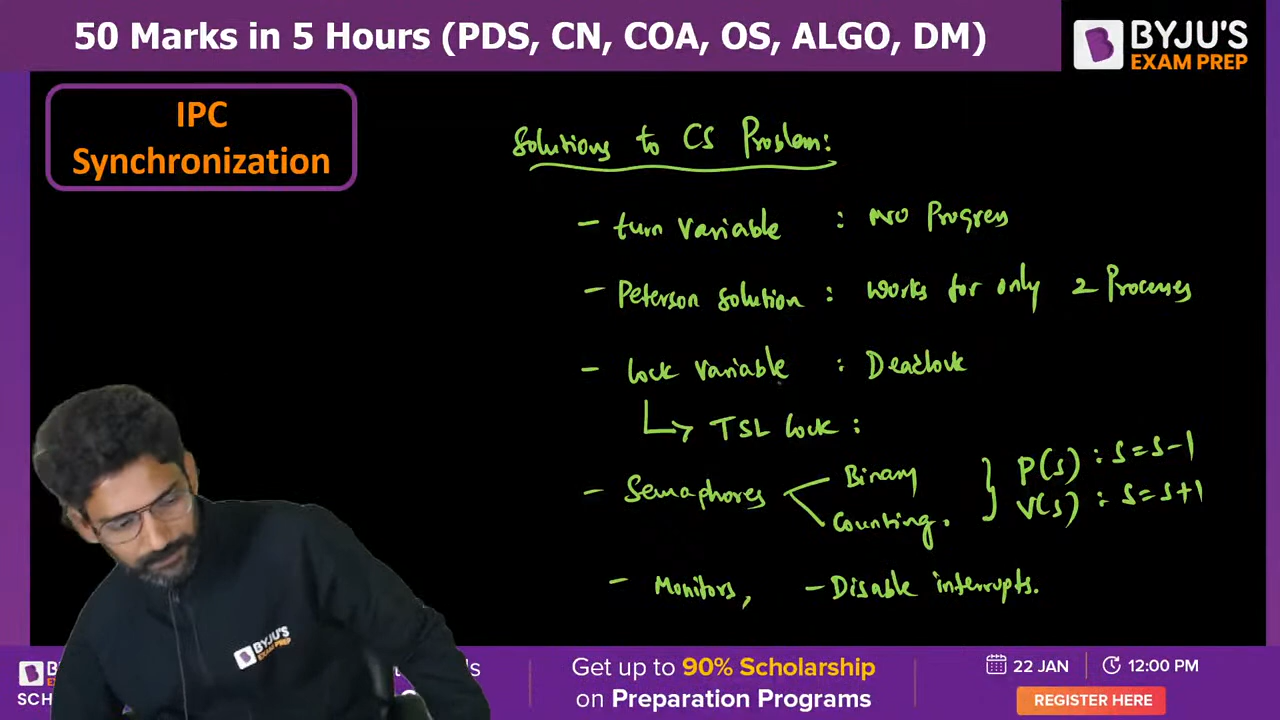 50 Marks in 5 Hours (PDS, CN, COA, OS, ALGO, DM)
BYJU'S
EXAM PREP
IPC
Synchronization
Solutions to CS Problem:
- turn variable : No Progress
- Peterson solution : works for only 2 Processes
- lock variable : Deadlock
TSL lock :
- Semaphores
Binary
Counting.
P(s) : s=s-1
V(s) : s=s+1
- Monitors, - Disable interrupts.
BYJU'S
EXAM PREP
Get up to 90% Scholarship
on Preparation Programs
22 JAN
12:00 PM
REGISTER HERE